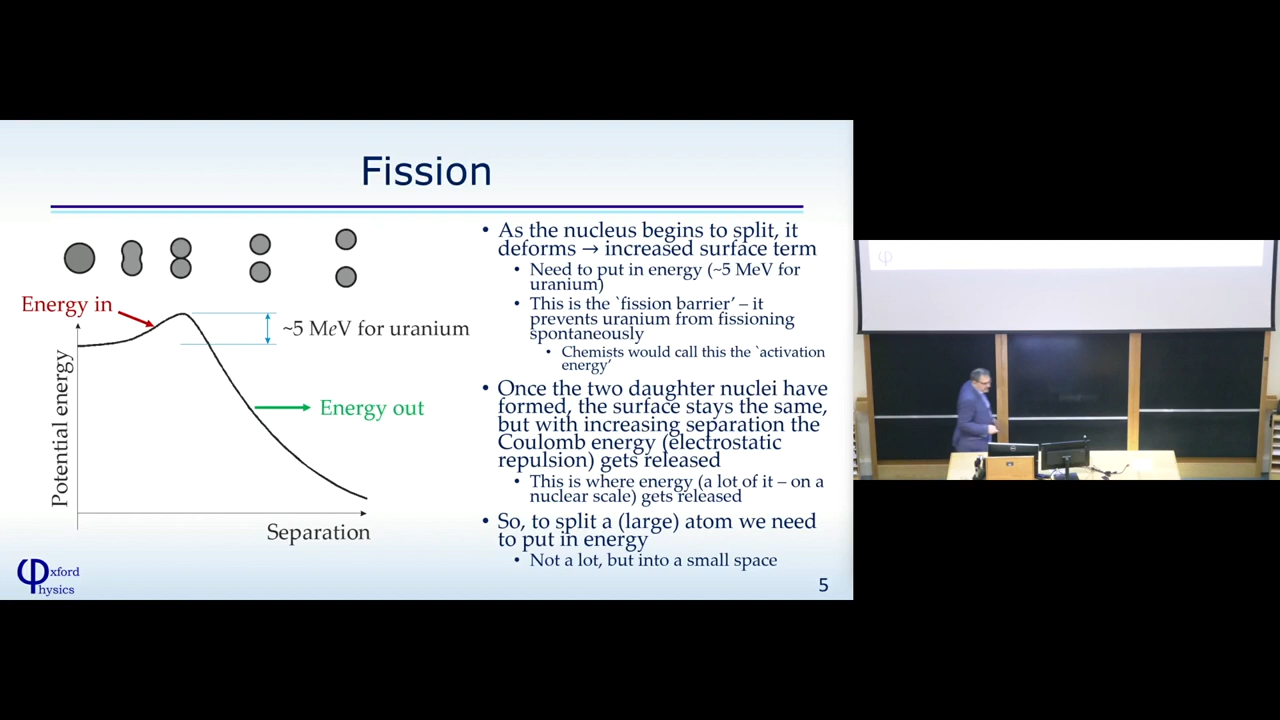 Fission
Energy in
~5 MeV for uranium
Energy out
Potential energy
Separation
• As the nucleus begins to split, it
deforms → increased surface term
• Need to put in energy (~5 MeV for
uranium)
• This is the `fission barrier’ – it
prevents uranium from fissioning
spontaneously
• Chemists would call this the `activation
energy’
• Once the two daughter nuclei have
formed, the surface stays the same,
but with increasing separation the
Coulomb energy (electrostatic
repulsion) gets released
• This is where energy (a lot of it – on a
nuclear scale) gets released
• So, to split a (large) atom we need
to put in energy
• Not a lot, but into a small space
φxford
hysics
5